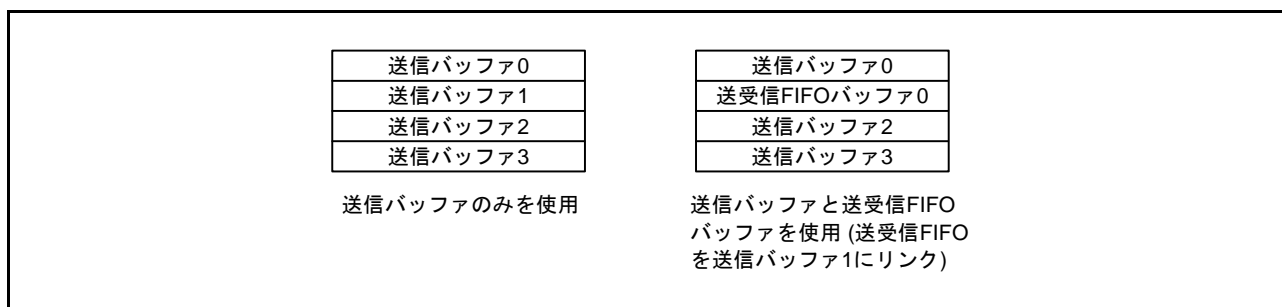 送信バッファ0
送信バッファ1
送信バッファ2
送信バッファ3
送信バッファのみを使用
送信バッファ0
送受信FIFOバッファ0
送信バッファ2
送信バッファ3
送信バッファと送受信FIFO
バッファを使用 (送受信FIFO
を送信バッファ1にリンク)